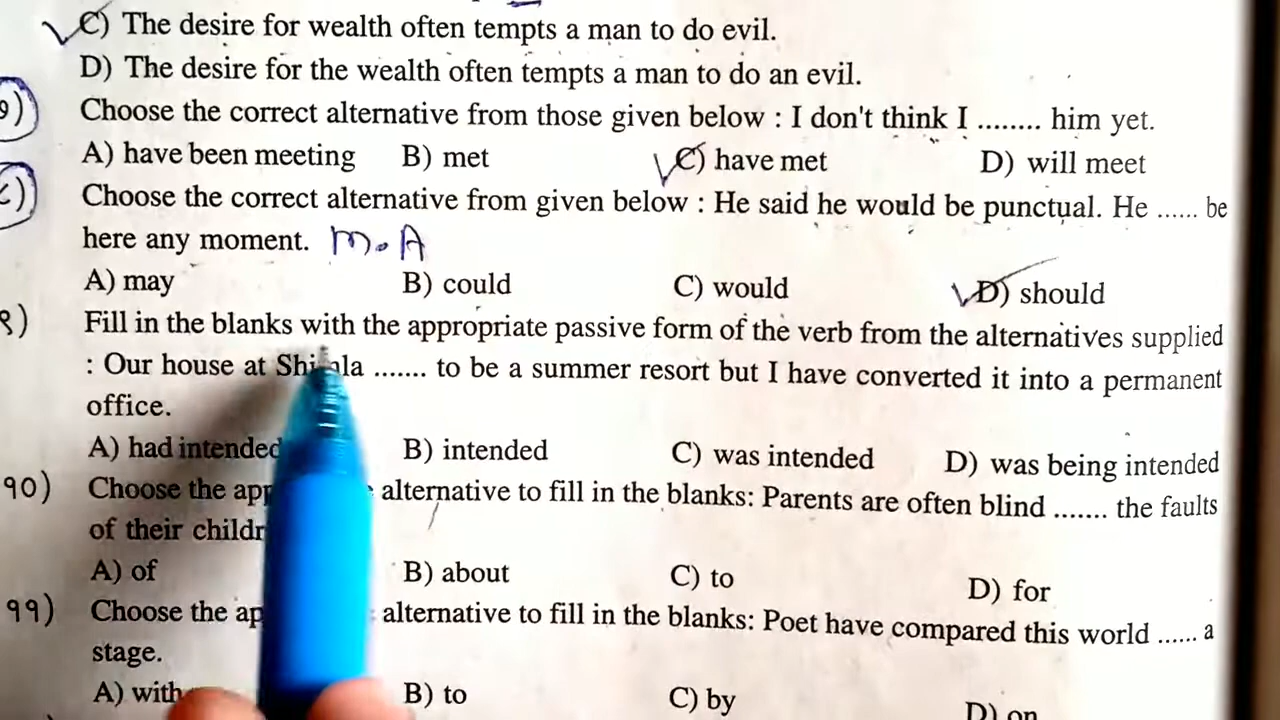 C) The desire for wealth often tempts a man to do evil.
D) The desire for the wealth often tempts a man to do an evil.
Choose the correct alternative from those given below : I don't think I ........ him yet.
A) have been meeting B) met C) have met D) will meet
Choose the correct alternative from given below : He said he would be punctual. He ...... be
here any moment. M.A
A) may B) could C) would D) should
Fill in the blanks with the appropriate passive form of the verb from the alternatives supplied
: Our house at ....... to be a summer resort but I have converted it into a permanent
office.
A) had intended B) intended C) was intended D) was being intended
१०) Choose the alternative to fill in the blanks: Parents are often blind ....... the faults
of their
A) of B) about C) to D) for
११) Choose the alternative to fill in the blanks: Poet have compared this world ...... a
stage.
A) with B) to C) by D) on